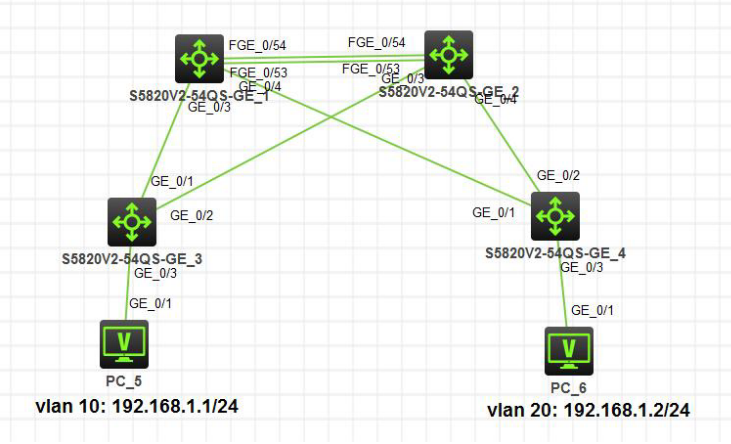 FGE_0/54
FGE_0/54
FGE_0/53
FGE_0/53
GE_0/4
GE_0/3
S5820V2-54QS-GE_1
S5820V2-54QS-GE_2
GE_0/3
GE_0/4
GE_0/1
GE_0/2
GE_0/2
GE_0/1
S5820V2-54QS-GE_3
S5820V2-54QS-GE_4
GE_0/3
GE_0/3
GE_0/1
GE_0/1
PC_5
PC_6
vlan 10: 192.168.1.1/24
vlan 20: 192.168.1.2/24